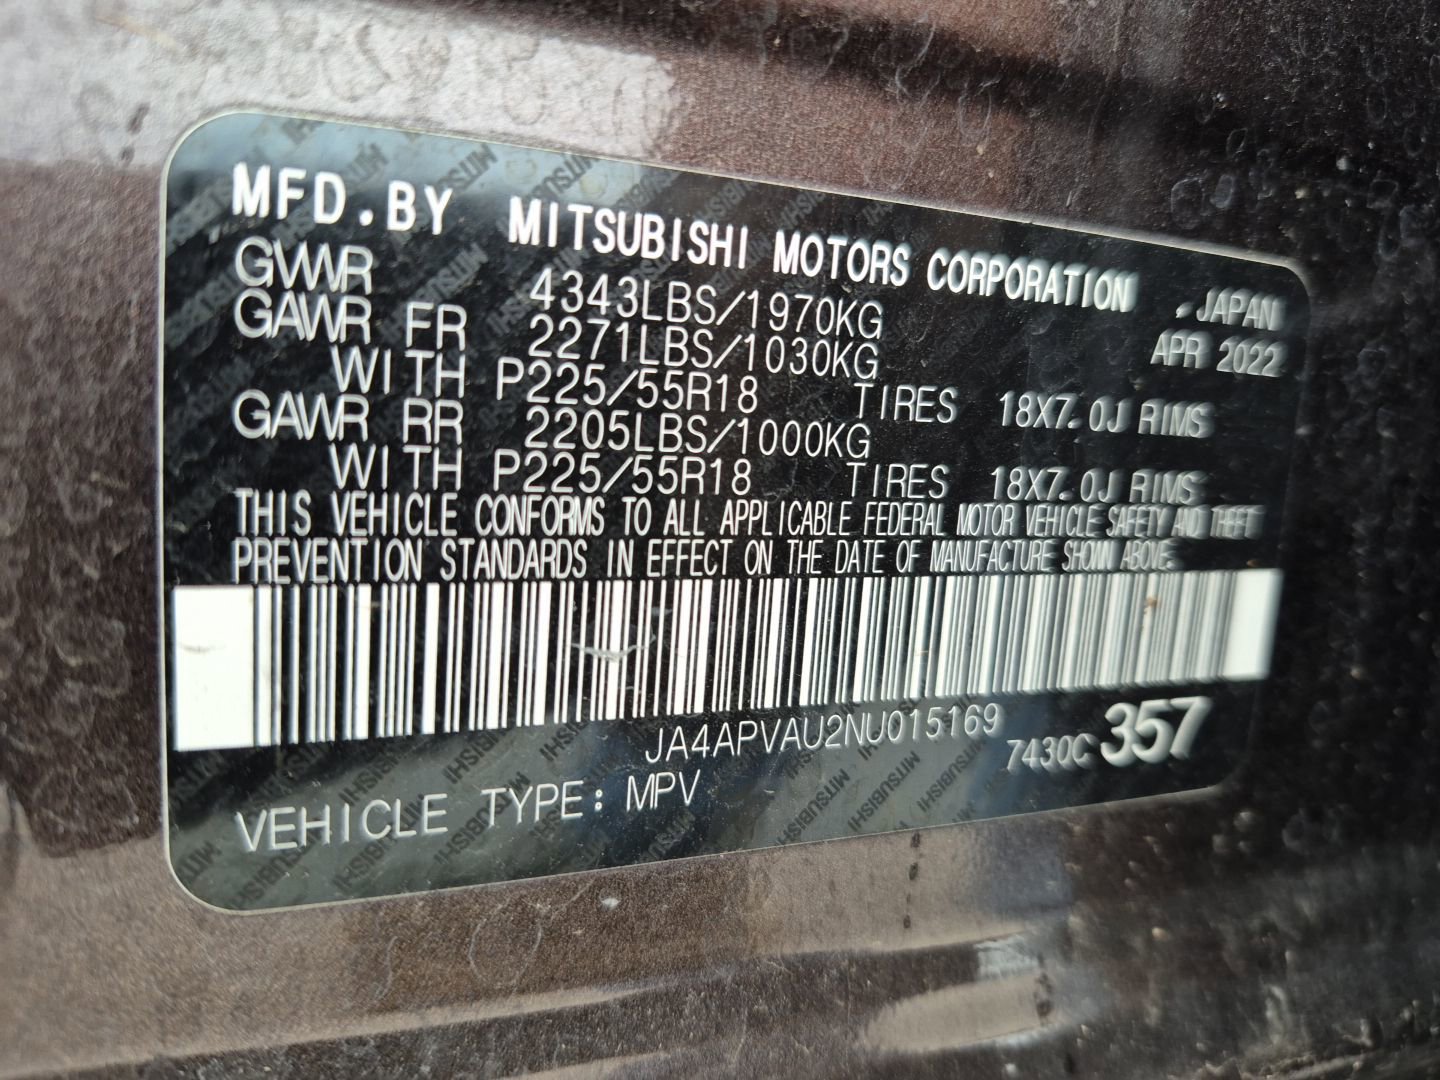 MFD.BY MITSUBISHI MOTORS CORPORATION , JAPAN
GVWR 4343LBS/1970KG APR 2022
GAWR FR 2271LBS/1030KG
WITH P225/55R18 TIRES 18X7.0J RIMS
GAWR RR 2205LBS/1000KG
WITH P225/55R18 TIRES 18X7.0J RIMS
THIS VEHICLE CONFORMS TO ALL APPLICABLE FEDERAL MOTOR VEHICLE SAFETY AND THEFT
PREVENTION STANDARDS IN EFFECT ON THE DATE OF MANUFACTURE SHOWN ABOVE.
JA4APVAU2NU015169 7430C 357
VEHICLE TYPE: MPV